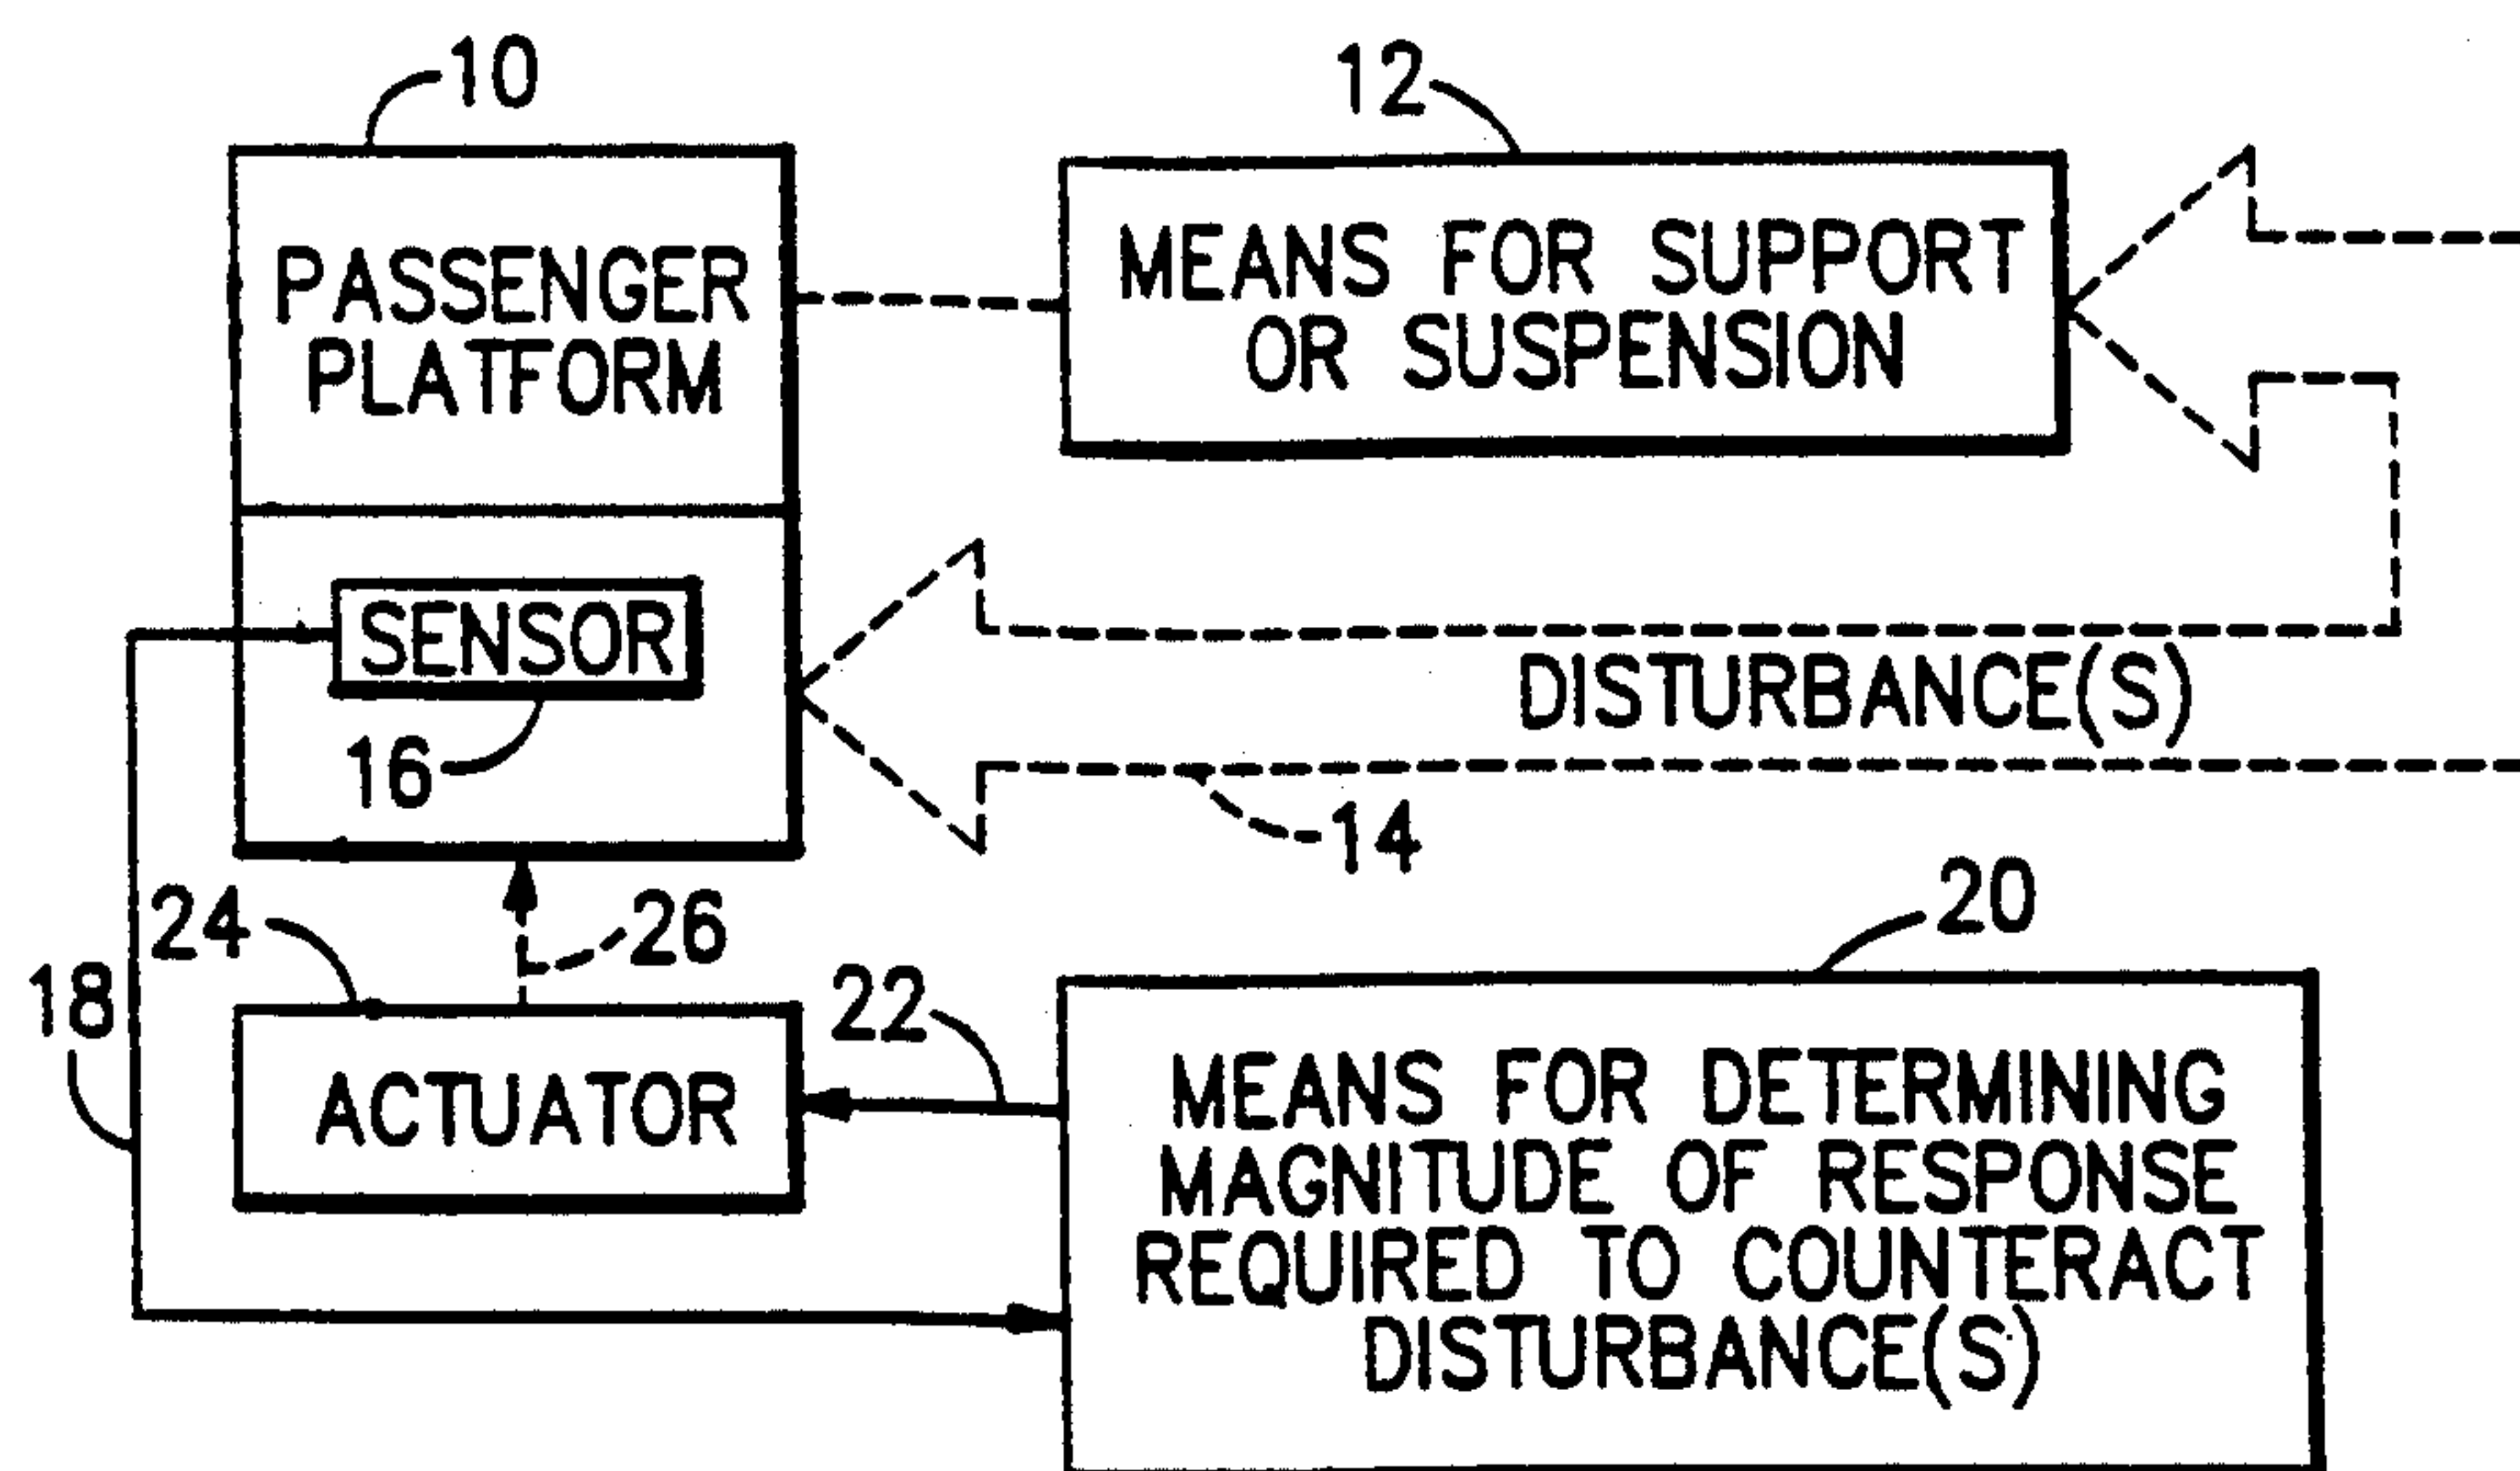 10
12
PASSENGER
PLATFORM
MEANS FOR SUPPORT
OR SUSPENSION
SENSOR
DISTURBANCE(S)
16
14
20
24
26
18
22
ACTUATOR
MEANS FOR DETERMINING
MAGNITUDE OF RESPONSE
REQUIRED TO COUNTERACT
DISTURBANCE(S)